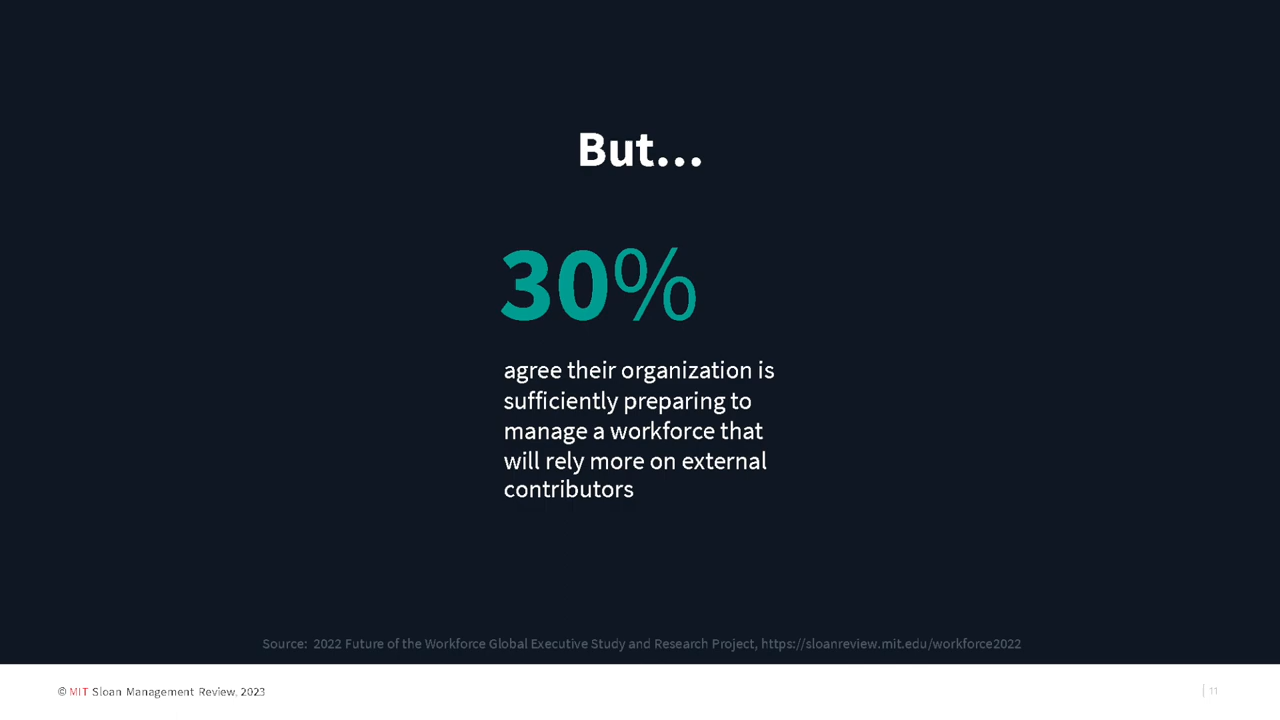 But...
30%
agree their organization is
sufficiently preparing to
manage a workforce that
will rely more on external
contributors
Source: 2022 Future of the Workforce Global Executive Study and Research Project, https://sloanreview.mit.edu/workforce2022
© MIT Sloan Management Review, 2023
| 11